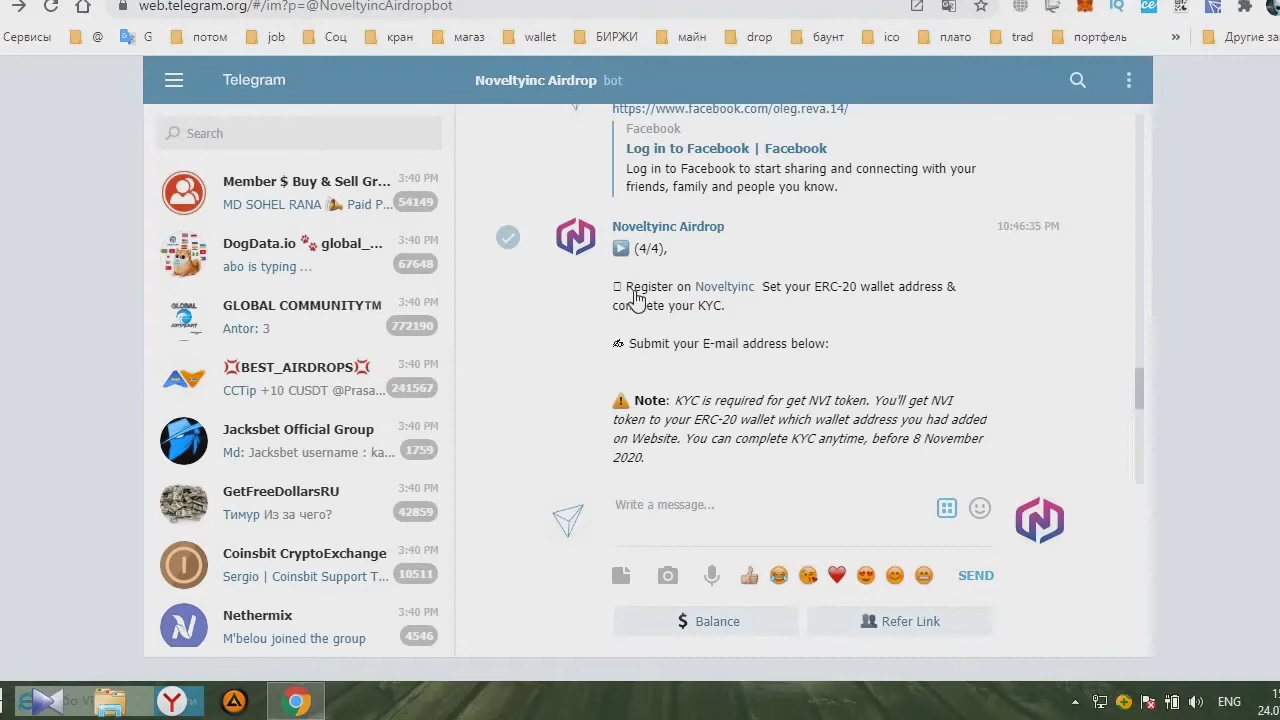 web.telegram.org/#/im?p=@NoveltyincAirdropbot
Сервисы @ G потом job Соц кран магаз wallet БИРЖИ майн drop баунт ico плато trad портфель » Другие за
Telegram
Noveltyinc Airdrop bot
Search
Member $ Buy & Sell Gr... 3:40 PM
MD SOHEL RANA Paid P... 54149
DogData.io global_... 3:40 PM
abo is typing ... 67648
GLOBAL COMMUNITY™ 3:40 PM
Antor: 3 772190
BEST_AIRDROPS 3:40 PM
CCTip +10 CUSDT @Prasa... 241567
Jacksbet Official Group 3:40 PM
Md: Jacksbet username : ka... 1759
GetFreeDollarsRU 3:40 PM
Тимур Из за чего? 42859
Coinsbit CryptoExchange 3:40 PM
Sergio | Coinsbit Support T... 10511
Nethermix 3:40 PM
M'belou joined the group 4546
https://www.facebook.com/oleg.reva.14/
Facebook
Log in to Facebook | Facebook
Log in to Facebook to start sharing and connecting with your
friends, family and people you know.
Noveltyinc Airdrop 10:46:35 PM
▶️ (4/4),
Register on Noveltyinc Set your ERC-20 wallet address &
complete your KYC.
✍ Submit your E-mail address below:
⚠️ Note: KYC is required for get NVI token. You'll get NVI
token to your ERC-20 wallet which wallet address you had added
on Website. You can complete KYC anytime, before 8 November
2020.
Write a message...
SEND
$ Balance
Refer Link
ENG